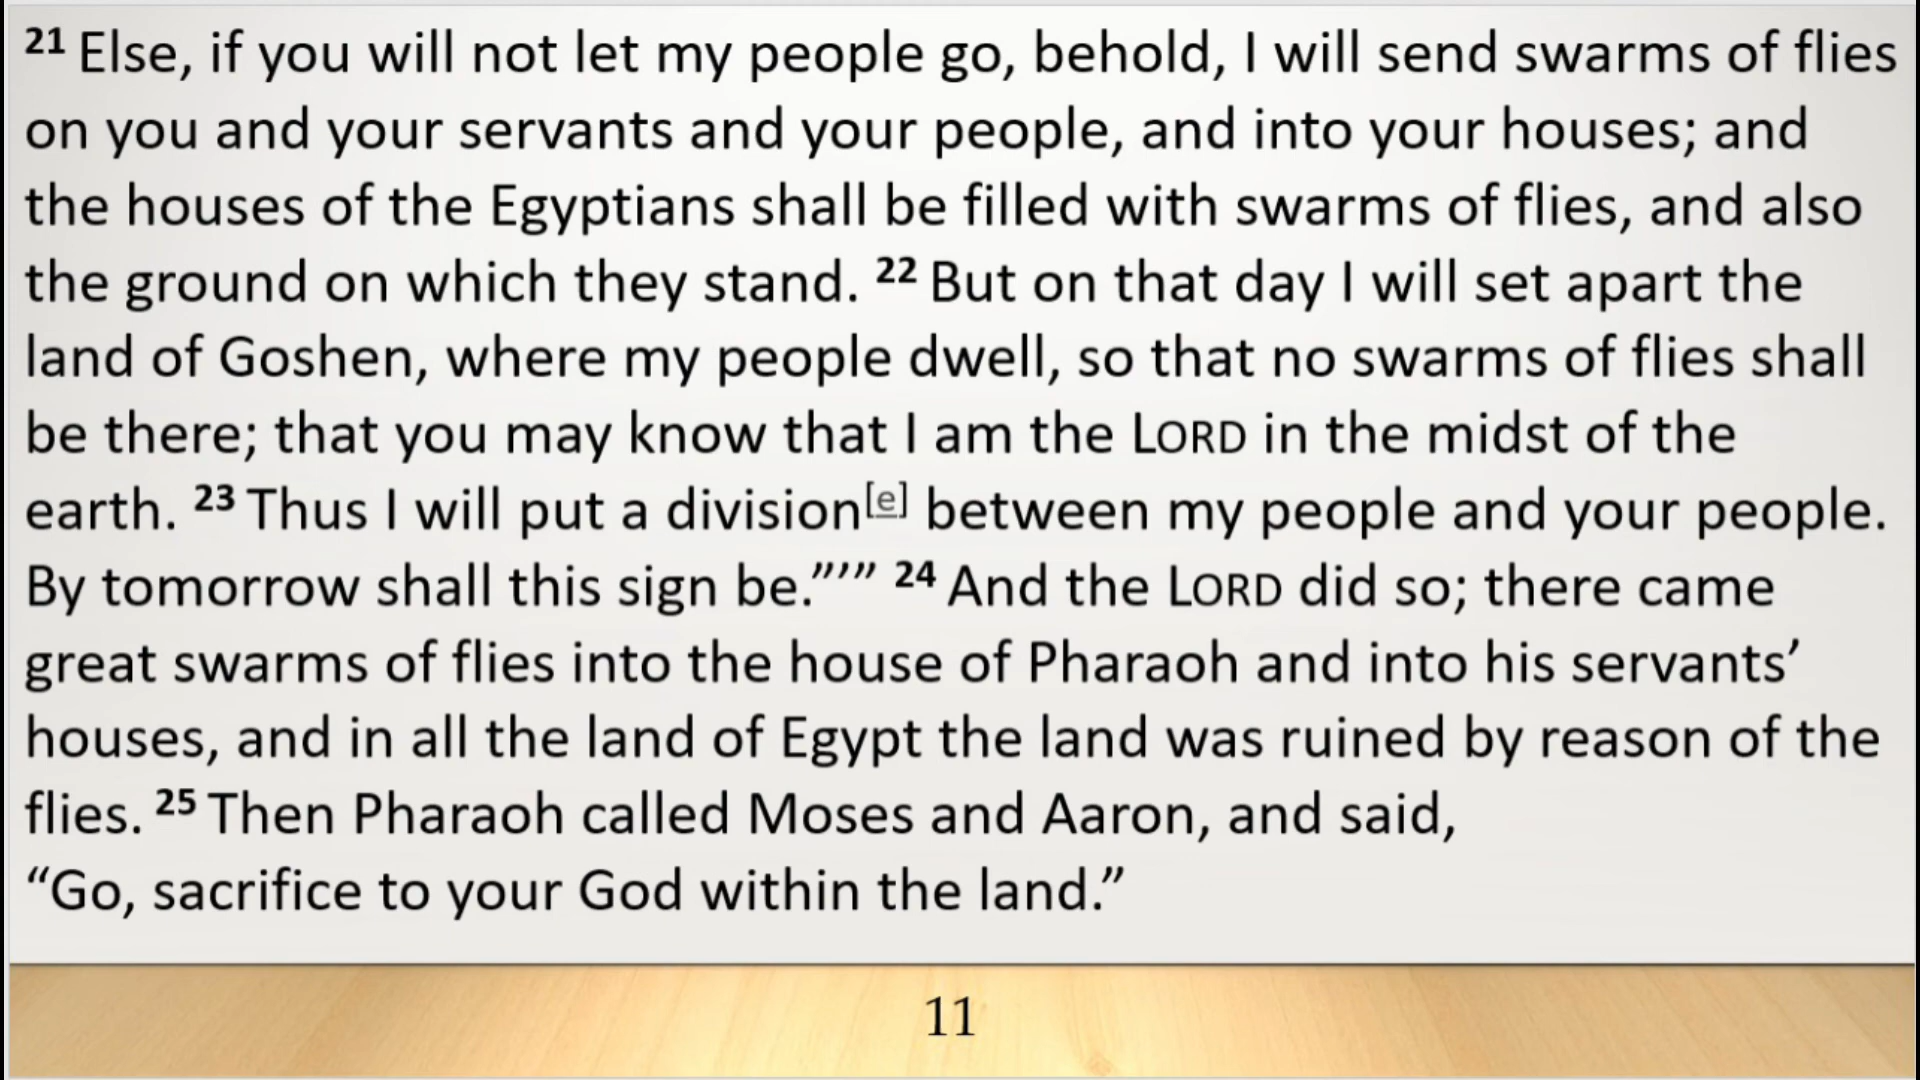 21 Else, if you will not let my people go, behold, I will send swarms of flies
on you and your servants and your people, and into your houses; and
the houses of the Egyptians shall be filled with swarms of flies, and also
the ground on which they stand. 22 But on that day I will set apart the
land of Goshen, where my people dwell, so that no swarms of flies shall
be there; that you may know that I am the LORD in the midst of the
earth. 23 Thus I will put a division[e] between my people and your people.
By tomorrow shall this sign be.”’” 24 And the LORD did so; there came
great swarms of flies into the house of Pharaoh and into his servants’
houses, and in all the land of Egypt the land was ruined by reason of the
flies. 25 Then Pharaoh called Moses and Aaron, and said,
“Go, sacrifice to your God within the land.”
11